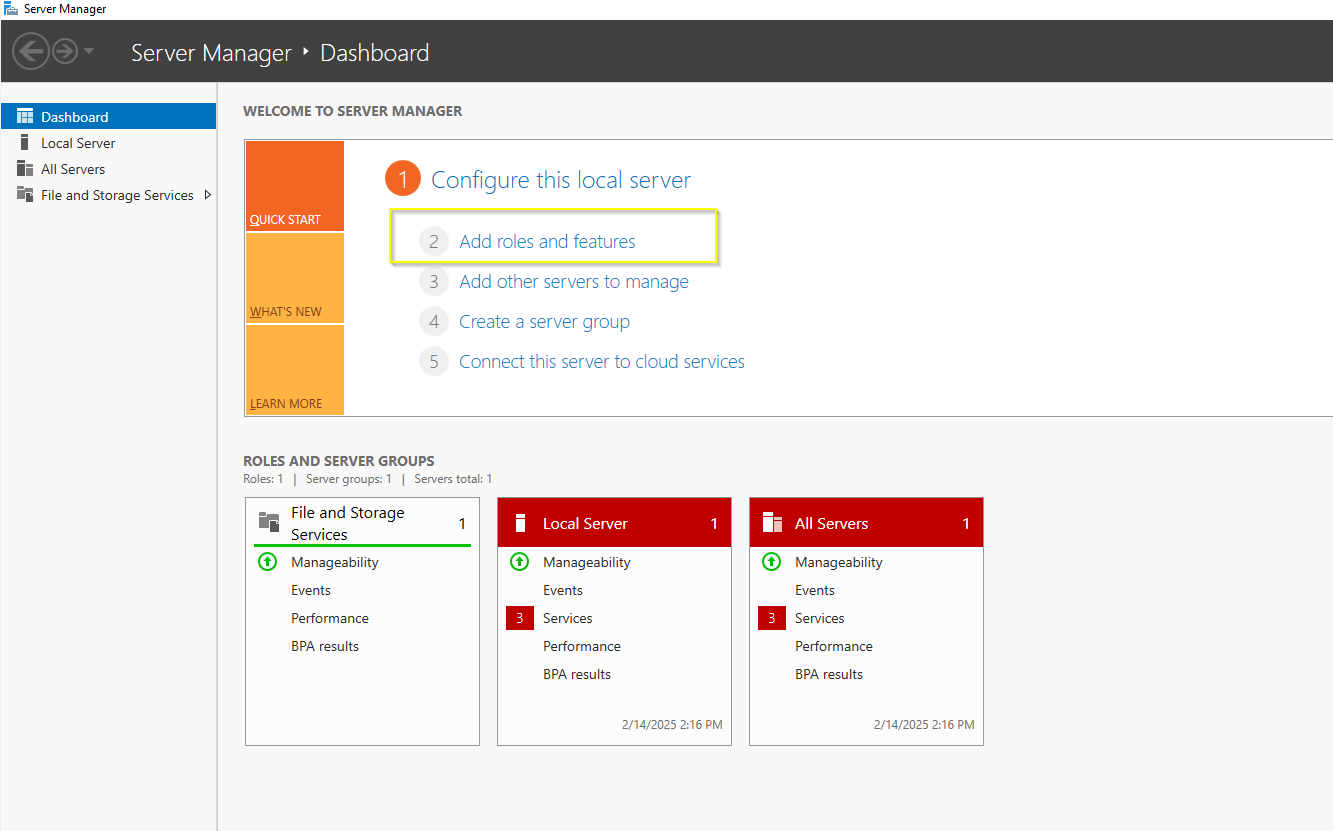 Server Manager
Server Manager ‣ Dashboard
Dashboard
Local Server
All Servers
File and Storage Services
WELCOME TO SERVER MANAGER
QUICK START
WHAT'S NEW
LEARN MORE
1 Configure this local server
2 Add roles and features
3 Add other servers to manage
4 Create a server group
5 Connect this server to cloud services
ROLES AND SERVER GROUPS
Roles: 1 | Server groups: 1 | Servers total: 1
File and Storage
Services 1
Manageability
Events
Performance
BPA results
Local Server 1
Manageability
Events
3 Services
Performance
BPA results
2/14/2025 2:16 PM
All Servers 1
Manageability
Events
3 Services
Performance
BPA results
2/14/2025 2:16 PM